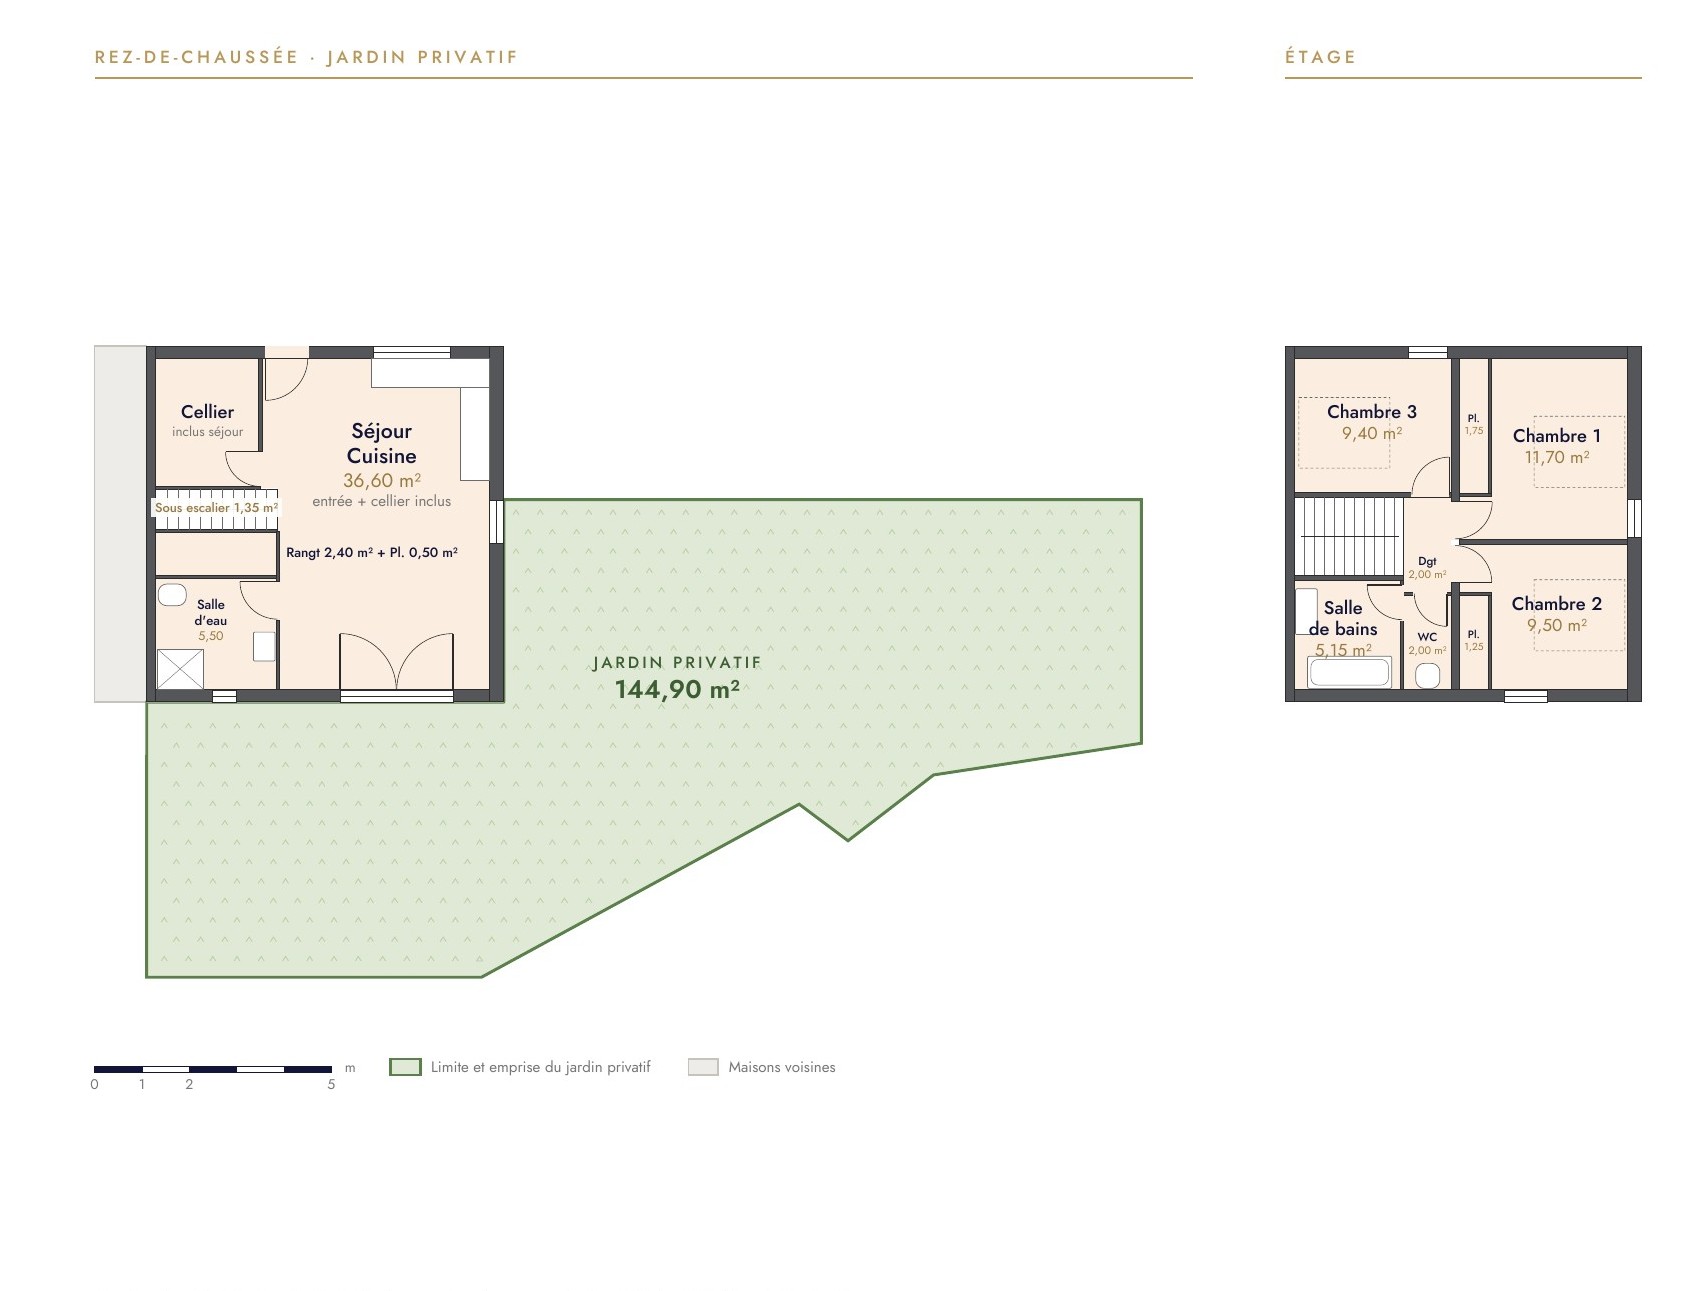 REZ-DE-CHAUSSÉE · JARDIN PRIVATIF
ÉTAGE
Cellier
inclus séjour
Séjour
Cuisine
36,60 m²
entrée + cellier inclus
Sous escalier 1,35 m²
Rangt 2,40 m² + Pl. 0,50 m²
Salle
d'eau
5,50
JARDIN PRIVATIF
144,90 m²
Chambre 3
9,40 m²
Pl.
1,75
Chambre 1
11,70 m²
Dgt
2,00 m²
Salle
de bains
5,15 m²
WC
2,00 m²
Pl.
1,25
Chambre 2
9,50 m²
m
0 1 2 5
Limite et emprise du jardin privatif
Maisons voisines